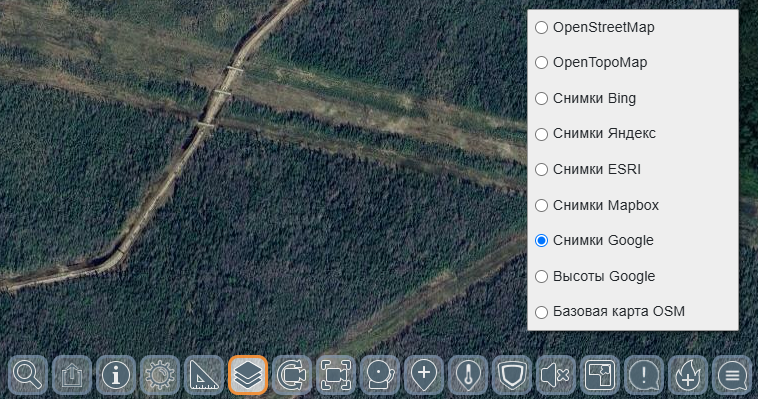 OpenStreetMap
OpenTopoMap
Снимки Bing
Снимки Яндекс
Снимки ESRI
Снимки Mapbox
Снимки Google
Высоты Google
Базовая карта OSM